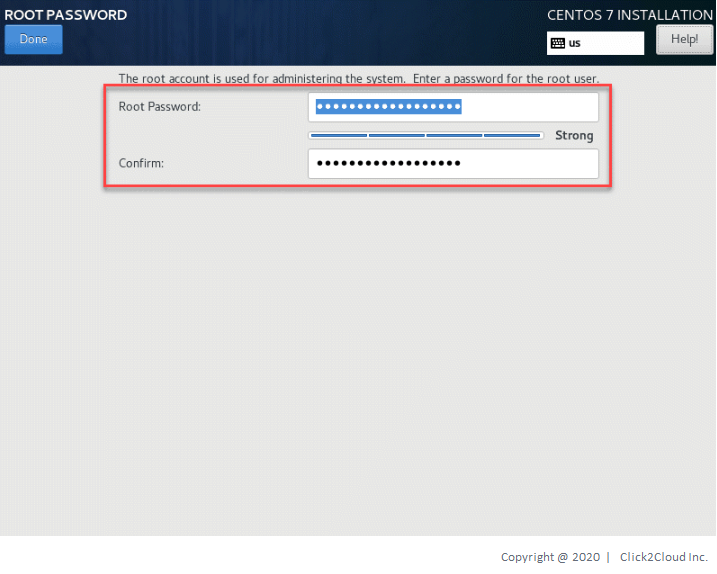 ROOT PASSWORD
CENTOS 7 INSTALLATION
Done
us
Help!
The root account is used for administering the system. Enter a password for the root user.
Root Password:
●●●●●●●●●●●●●●●●●●
Strong
Confirm:
●●●●●●●●●●●●●●●●●●
Copyright @ 2020 | Click2Cloud Inc.